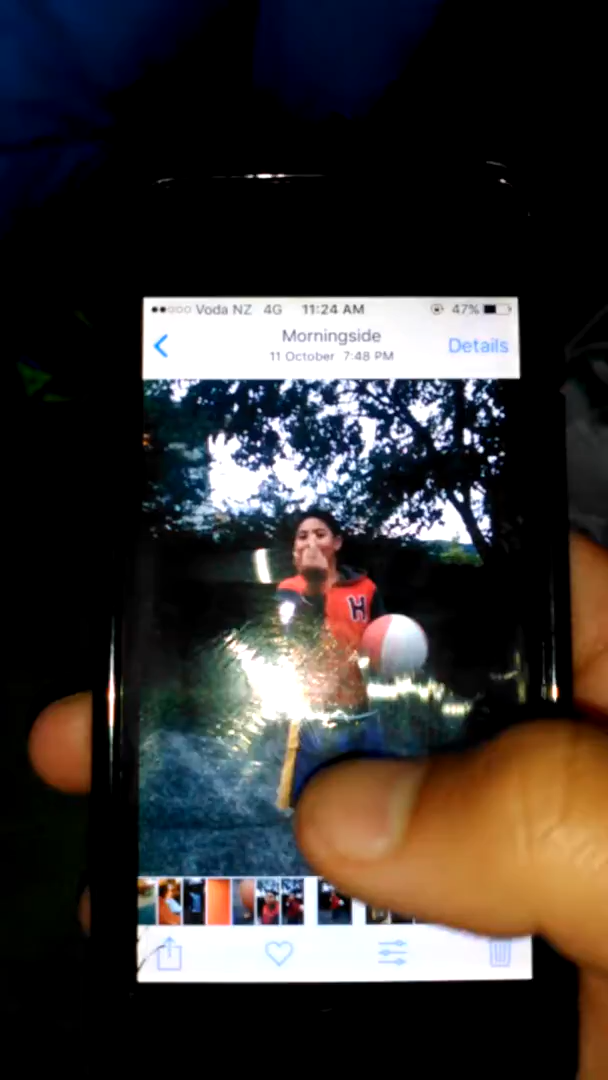 Voda NZ 4G 11:24 AM 47%
Morningside
11 October 7:48 PM
Details
H